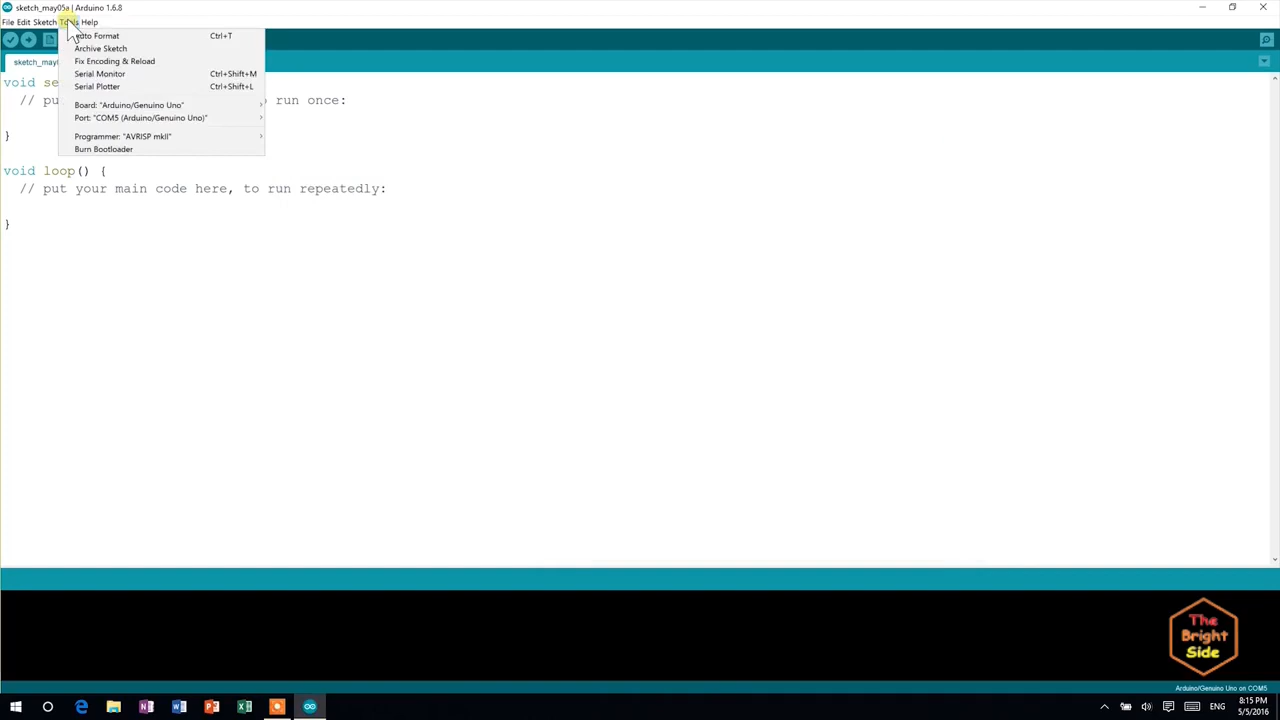 sketch_may05a | Arduino 1.6.8
File Edit Sketch Tools Help
Auto Format Ctrl+T
Archive Sketch
Fix Encoding & Reload
Serial Monitor Ctrl+Shift+M
Serial Plotter Ctrl+Shift+L
Board: "Arduino/Genuino Uno"
Port: "COM5 (Arduino/Genuino Uno)"
Programmer: "AVRISP mkII"
Burn Bootloader
sketch_may
void se
// pu o run once:
}
void loop() {
// put your main code here, to run repeatedly:
}
The
Bright
Side
Arduino/Genuino Uno on COM5
ENG
8:15 PM
5/5/2016